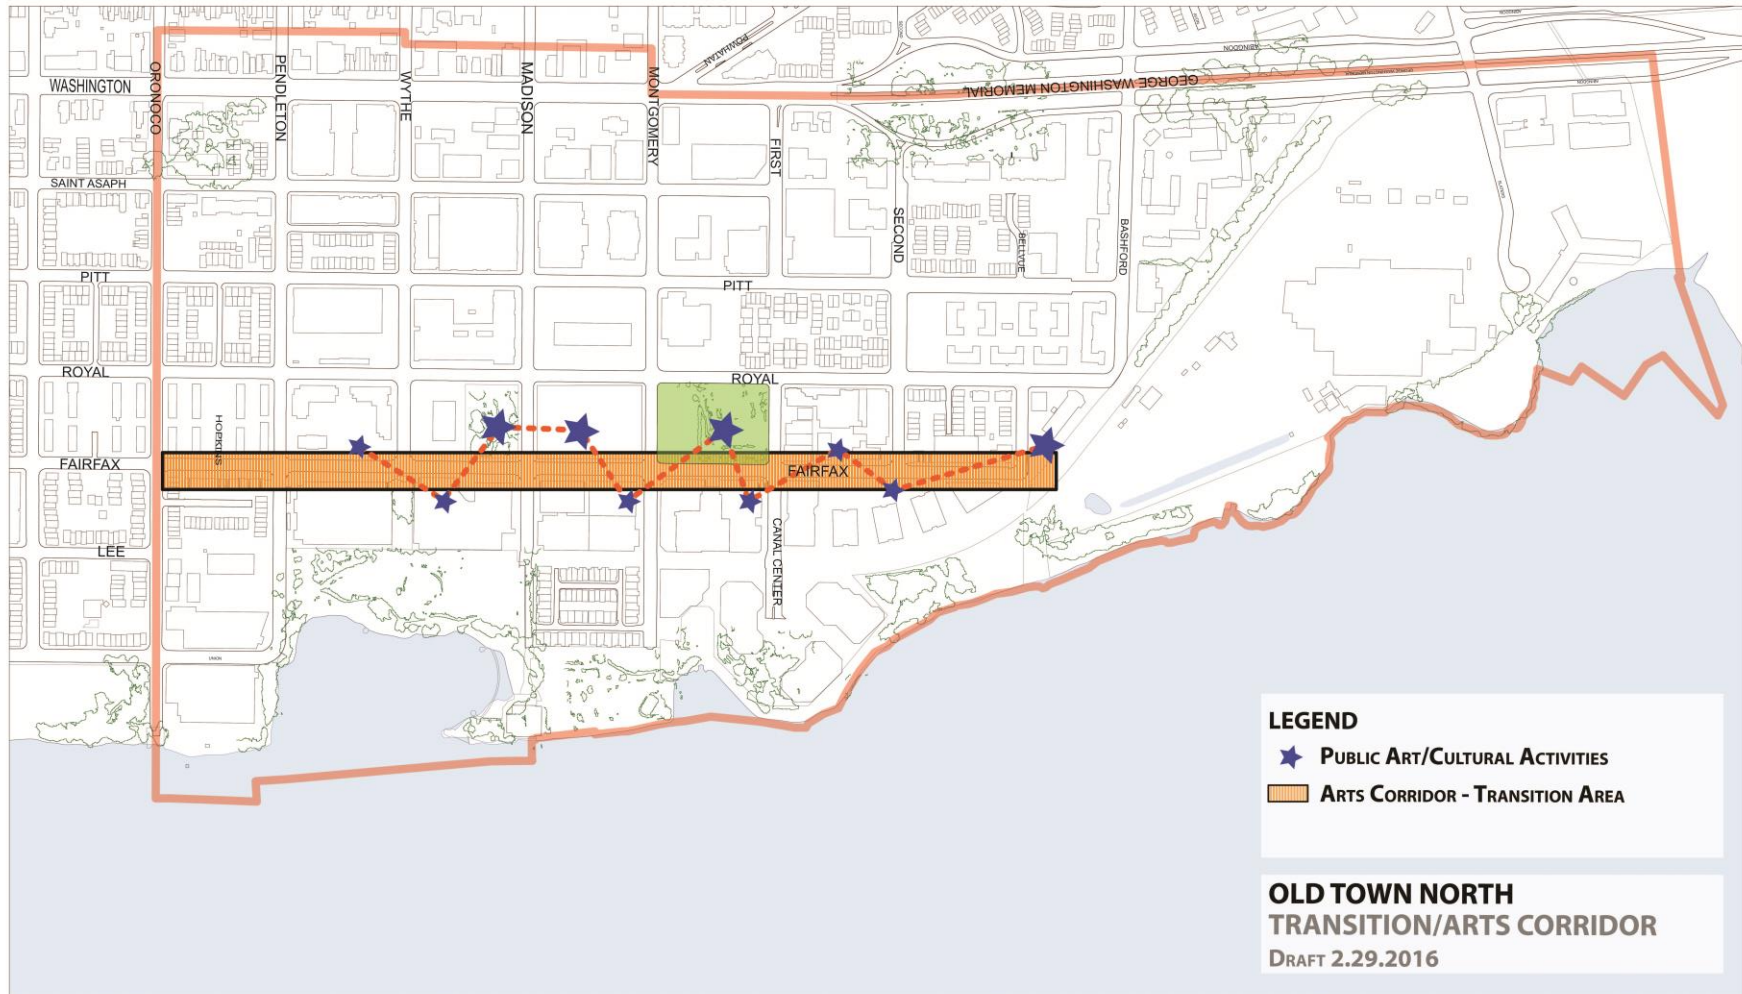 POWHATAN
ABINGDON
GEORGE WASHINGTON MEMORIAL
WASHINGTON
ORONOCO
PENDLETON
WYTHE
MADISON
MONTGOMERY
FIRST
SECOND
BELLVUE
BASHFORD
SAINT ASAPH
PITT
PITT
ROYAL
ROYAL
HOPKINS
FAIRFAX
FAIRFAX
LEE
CANAL CENTER
UNION
LEGEND
PUBLIC ART/CULTURAL ACTIVITIES
ARTS CORRIDOR - TRANSITION AREA
OLD TOWN NORTH
TRANSITION/ARTS CORRIDOR
DRAFT 2.29.2016